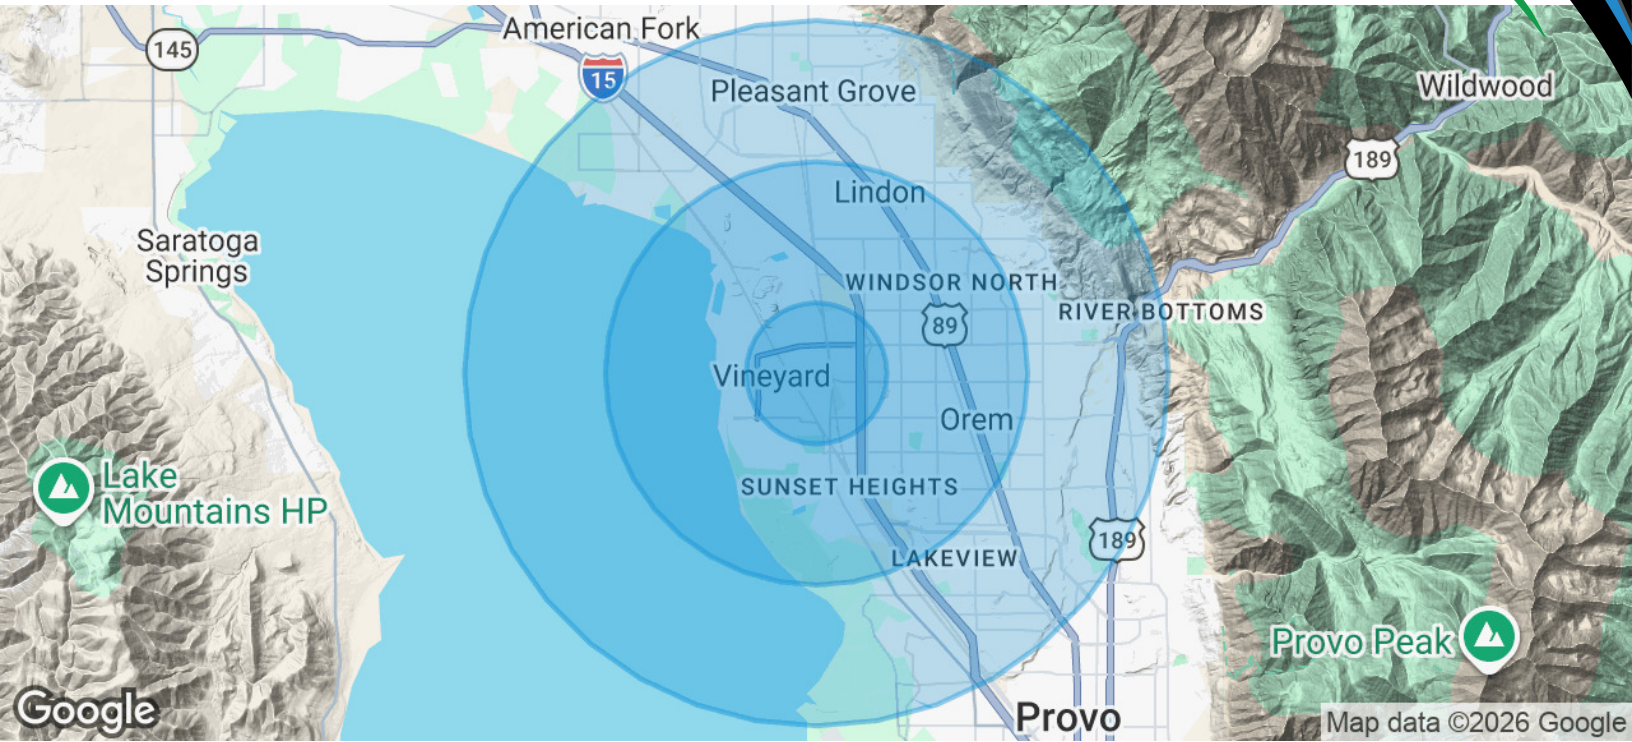 American Fork
145
15
Pleasant Grove
Wildwood
189
Lindon
Saratoga
Springs
WINDSOR NORTH
RIVER BOTTOMS
89
Vineyard
Orem
Lake
Mountains HP
SUNSET HEIGHTS
189
LAKEVIEW
Provo Peak
Google
Provo
Map data ©2026 Google